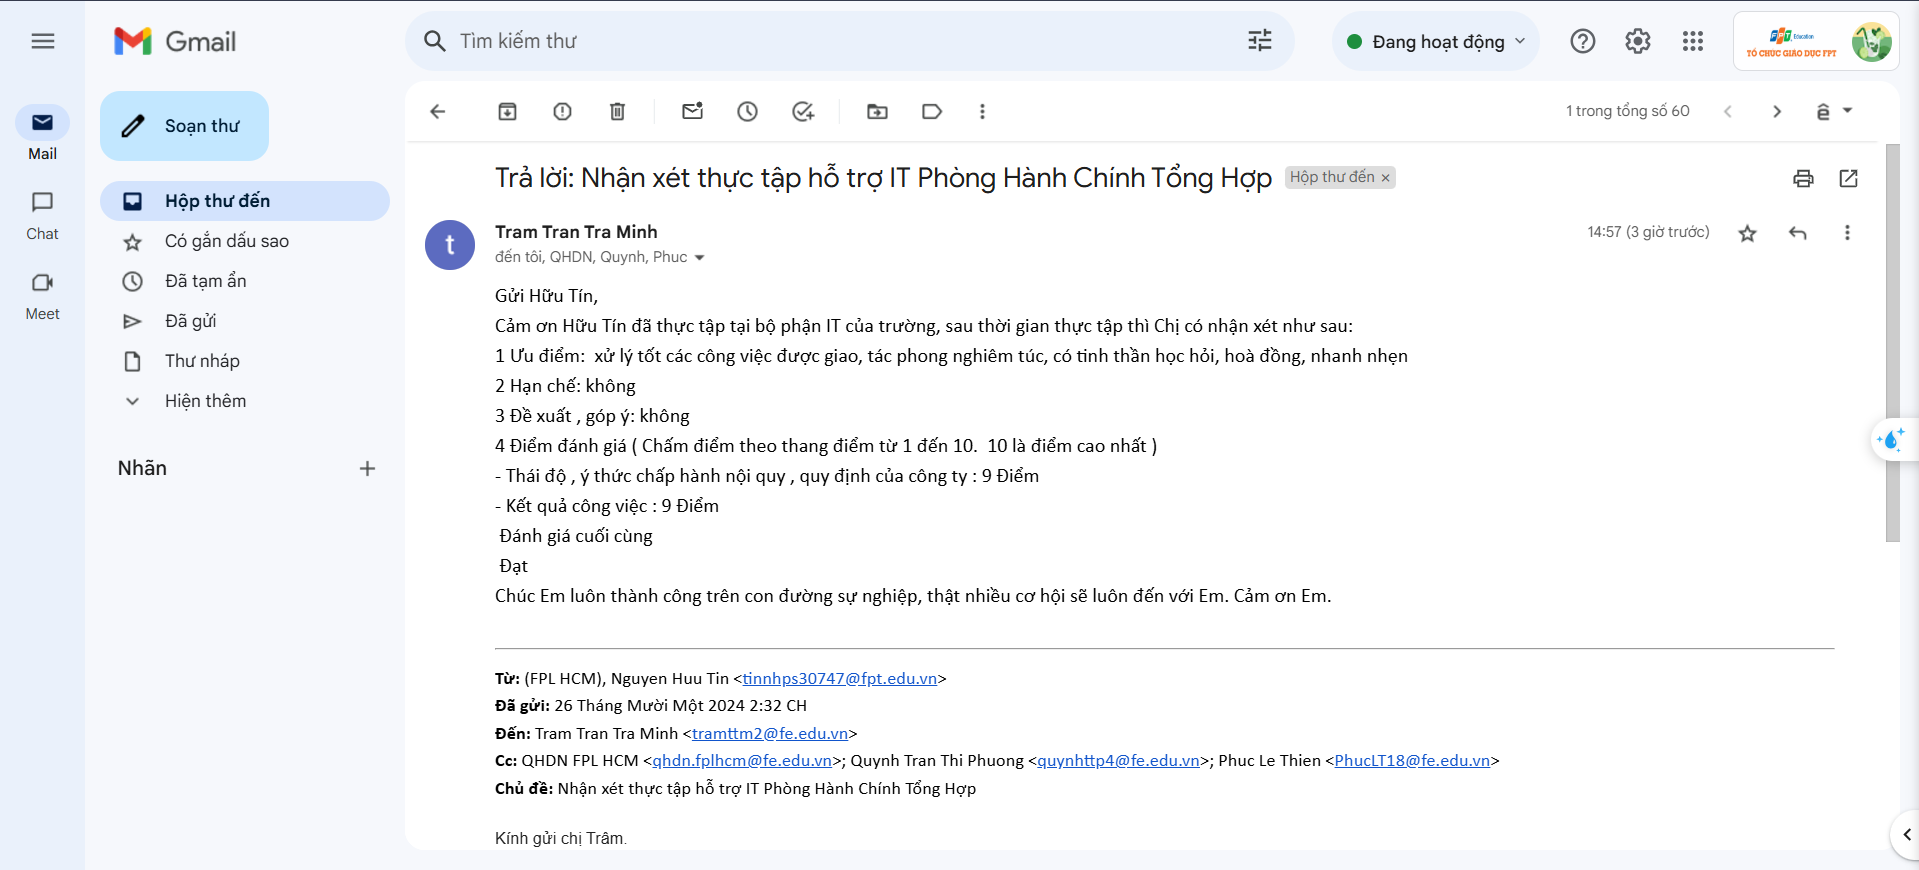 Gmail
Tìm kiếm thư
Đang hoạt động
FPT Education
TỔ CHỨC GIÁO DỤC FPT
Mail
Chat
Meet
Soạn thư
Hộp thư đến
Có gắn dấu sao
Đã tạm ẩn
Đã gửi
Thư nháp
Hiện thêm
Nhãn
1 trong tổng số 60
Trả lời: Nhận xét thực tập hỗ trợ IT Phòng Hành Chính Tổng Hợp
Hộp thư đến ×
t
Tram Tran Tra Minh
14:57 (3 giờ trước)
đến tôi, QHDN, Quynh, Phuc
Gửi Hữu Tín,
Cảm ơn Hữu Tín đã thực tập tại bộ phận IT của trường, sau thời gian thực tập thì Chị có nhận xét như sau:
1 Ưu điểm:  xử lý tốt các công việc được giao, tác phong nghiêm túc, có tinh thần học hỏi, hoà đồng, nhanh nhẹn
2 Hạn chế: không
3 Đề xuất , góp ý: không
4 Điểm đánh giá ( Chấm điểm theo thang điểm từ 1 đến 10.  10 là điểm cao nhất )
- Thái độ , ý thức chấp hành nội quy , quy định của công ty : 9 Điểm
- Kết quả công việc : 9 Điểm
Đánh giá cuối cùng
Đạt
Chúc Em luôn thành công trên con đường sự nghiệp, thật nhiều cơ hội sẽ luôn đến với Em. Cảm ơn Em.
Từ: (FPL HCM), Nguyen Huu Tin <tinnhps30747@fpt.edu.vn>
Đã gửi: 26 Tháng Mười Một 2024 2:32 CH
Đến: Tram Tran Tra Minh <tramttm2@fe.edu.vn>
Cc: QHDN FPL HCM <qhdn.fplhcm@fe.edu.vn>; Quynh Tran Thi Phuong <quynhttp4@fe.edu.vn>; Phuc Le Thien <PhucLT18@fe.edu.vn>
Chủ đề: Nhận xét thực tập hỗ trợ IT Phòng Hành Chính Tổng Hợp
Kính gửi chị Trâm.